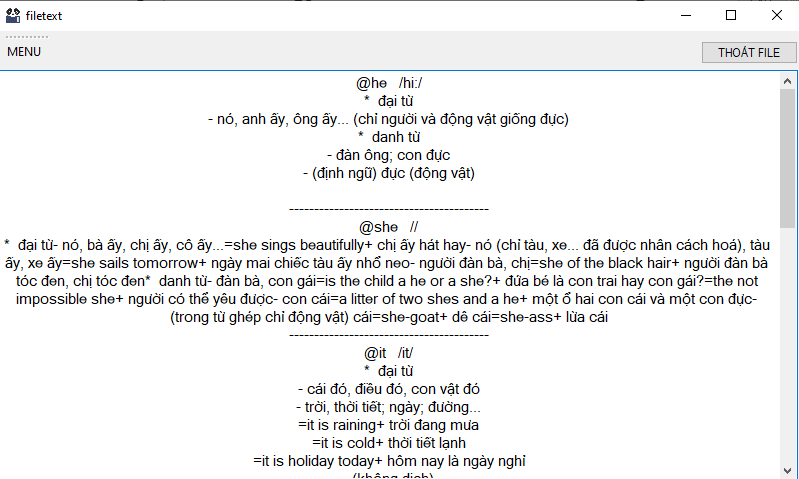 filetext
MENU
THOÁT FILE
@he /hi:/
* đại từ
- nó, anh ấy, ông ấy... (chỉ người và động vật giống đực)
* danh từ
- đàn ông; con đực
- (định ngữ) đực (động vật)
----------------------------------------
@she //
* đại từ- nó, bà ấy, chị ấy, cô ấy...=she sings beautifully+ chị ấy hát hay- nó (chỉ tàu, xe... đã được nhân cách hoá), tàu
ấy, xe ấy=she sails tomorrow+ ngày mai chiếc tàu ấy nhổ neo- người đàn bà, chị=she of the black hair+ người đàn bà
tóc đen, chị tóc đen* danh từ- đàn bà, con gái=is the child a he or a she?+ đứa bé là con trai hay con gái?=the not
impossible she+ người có thể yêu được- con cái=a litter of two shes and a he+ một ổ hai con cái và một con đực-
(trong từ ghép chỉ động vật) cái=she-goat+ dê cái=she-ass+ lừa cái
----------------------------------------
@it /it/
* đại từ
- cái đó, điều đó, con vật đó
- trời, thời tiết; ngày; đường...
=it is raining+ trời đang mưa
=it is cold+ thời tiết lạnh
=it is holiday today+ hôm nay là ngày nghỉ
(không dịch)